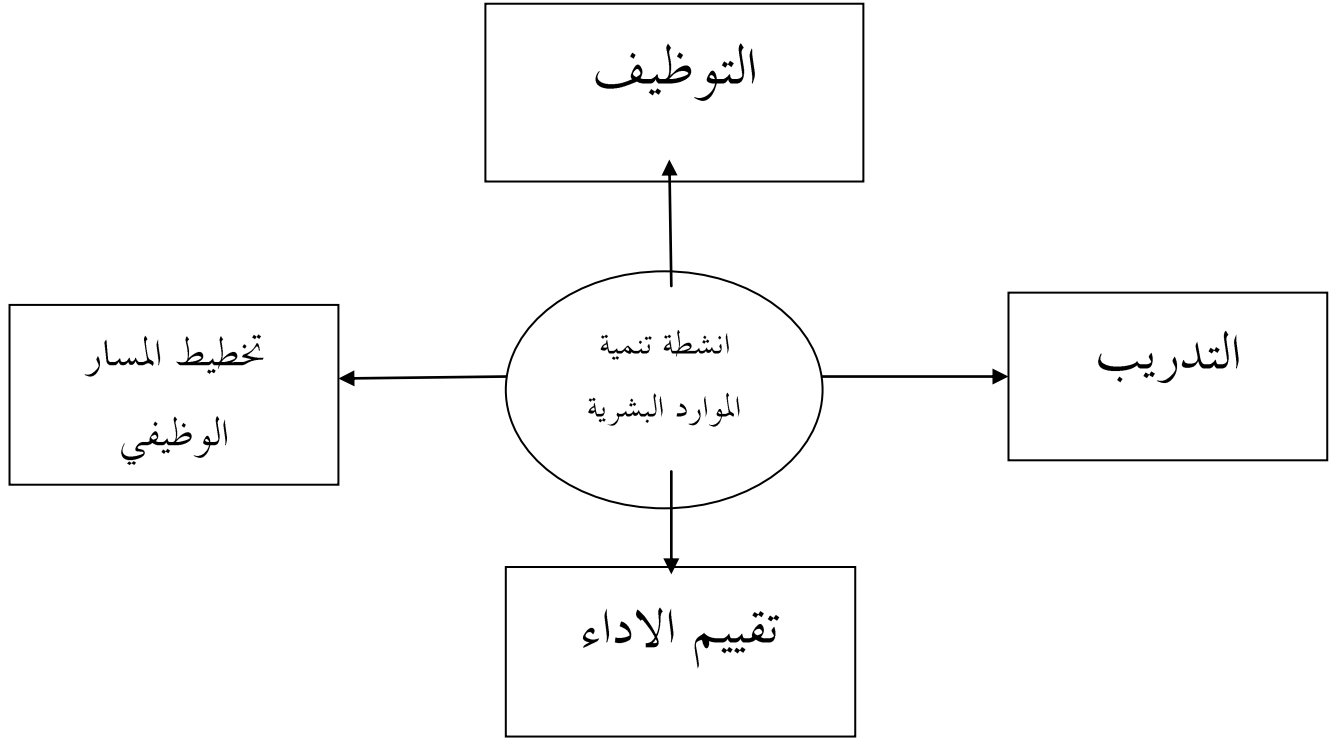 التوظيف
انشطة تنمية
الموارد البشرية
التدريب
تخطيط المسار
الوظيفي
تقييم الاداء